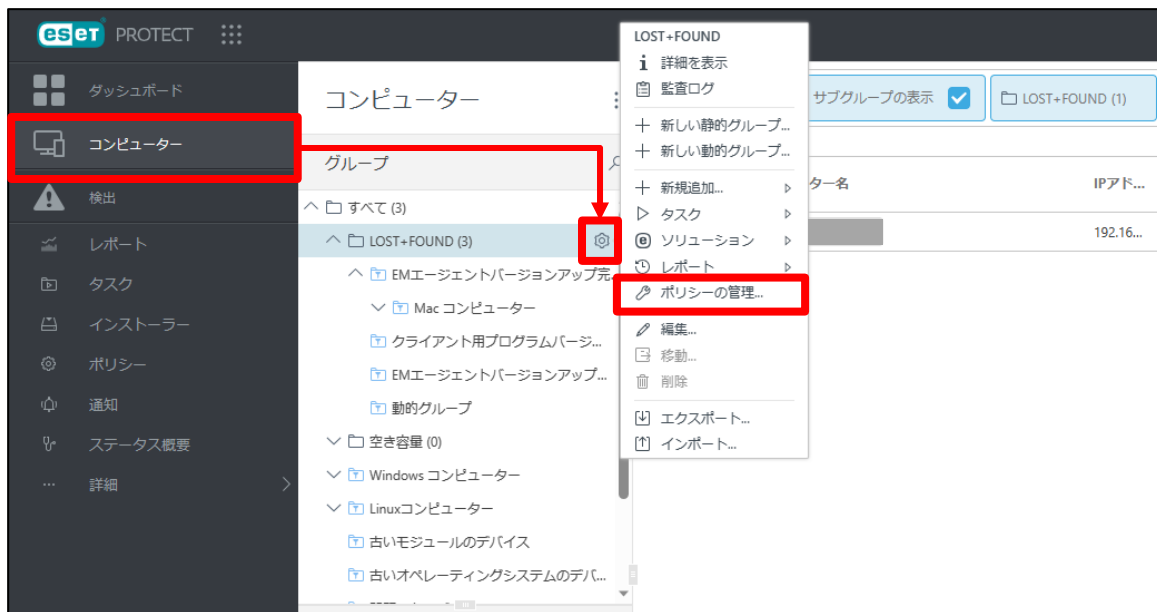 eset PROTECT
ダッシュボード
コンピューター
検出
レポート
タスク
インストーラー
ポリシー
通知
ステータス概要
詳細
コンピューター
グループ
すべて (3)
LOST+FOUND (3)
EMエージェントバージョンアップ完...
Mac コンピューター
クライアント用プログラムバージ...
EMエージェントバージョンアップ...
動的グループ
空き容量 (0)
Windows コンピューター
Linuxコンピューター
古いモジュールのデバイス
古いオペレーティングシステムのデバ...
LOST+FOUND
詳細を表示
監査ログ
新しい静的グループ...
新しい動的グループ...
新規追加...
タスク
ソリューション
レポート
ポリシーの管理...
編集...
移動...
削除
エクスポート...
インポート...
サブグループの表示
LOST+FOUND (1)
ター名
IPアド...
192.16...